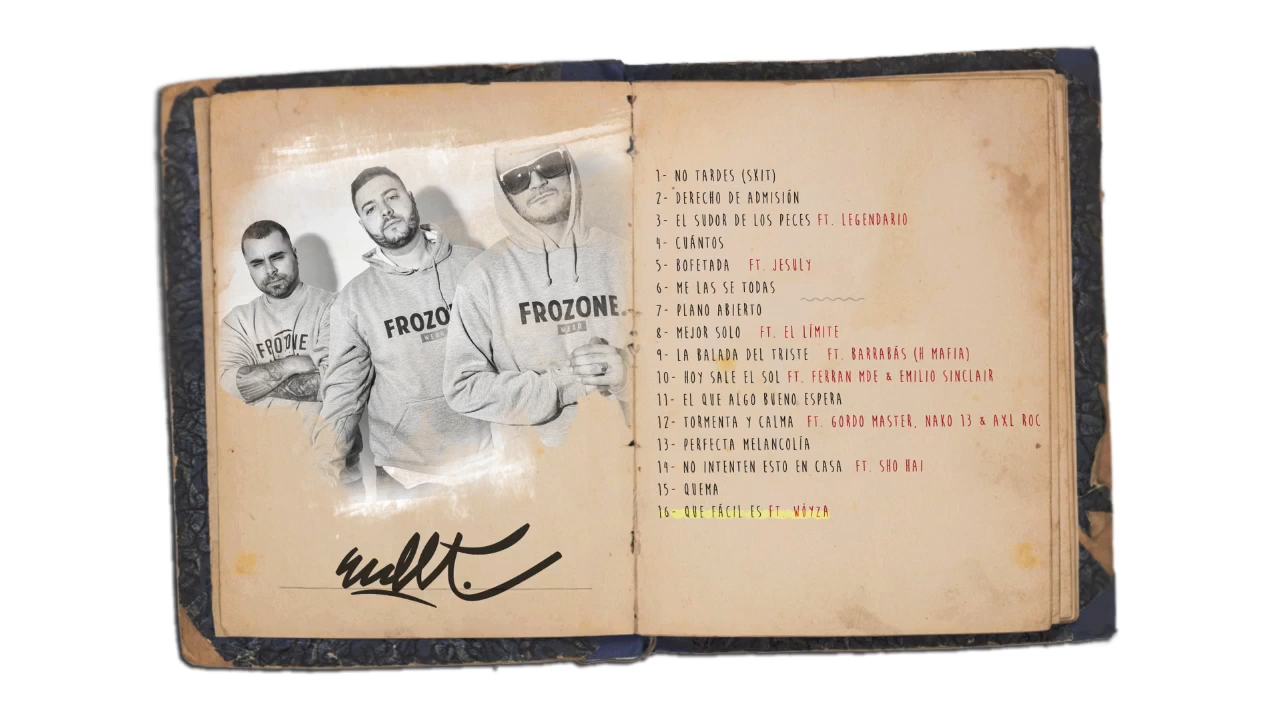 FROZONE
FROZO
WEAR
FROZONE.
WEAR
1- NO TARDES (SKIT)
2- DERECHO DE ADMISIÓN
3- EL SUDOR DE LOS PECES FT. LEGENDARIO
4- CUÁNTOS
5- BOFETADA FT. JESULY
6- ME LAS SE TODAS
7- PLANO ABIERTO
8- MEJOR SOLO FT. EL LÍMITE
9- LA BALADA DEL TRISTE FT. BARRABÁS (H MAFIA)
10- HOY SALE EL SOL FT. FERRAN MDE & EMILIO SINCLAIR
11- EL QUE ALGO BUENO ESPERA
12- TORMENTA Y CALMA FT. GORDO MASTER, NAKO 13 & AXL ROC
13- PERFECTA MELANCOLÍA
14- NO INTENTEN ESTO EN CASA FT. SHO HAI
15- QUEMA
16- QUE FÁCIL ES FT. WÖYZA